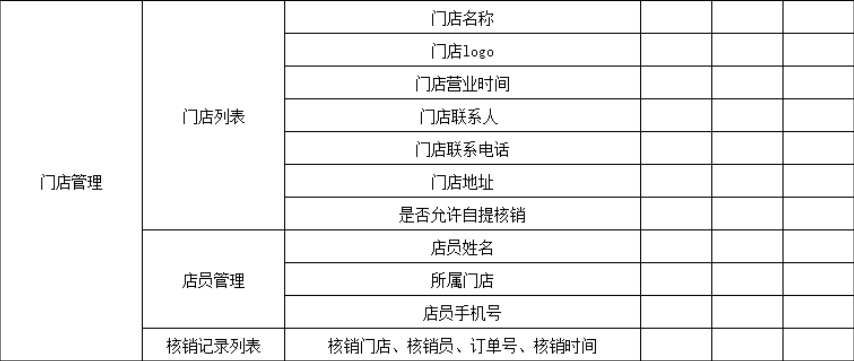 门店名称
门店logo
门店营业时间
门店列表
门店联系人
门店联系电话
门店管理
门店地址
是否允许自提核销
店员姓名
店员管理
所属门店
店员手机号
核销记录列表
核销门店、核销员、订单号、核销时间